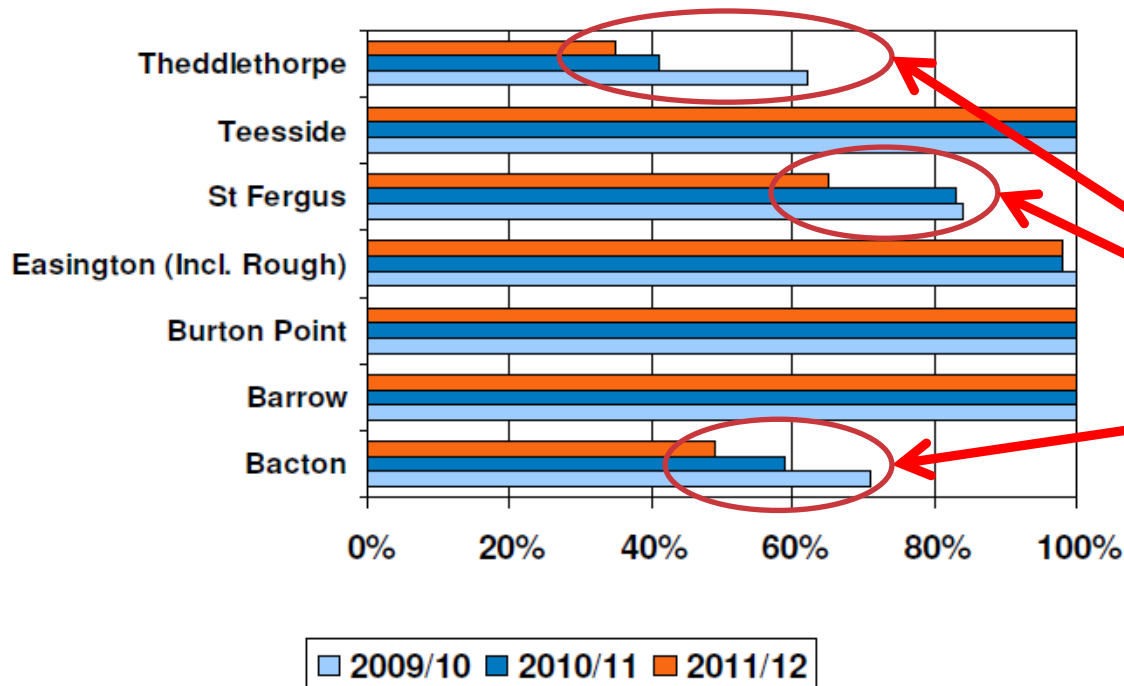 Theddlethorpe
Teesside
St Fergus
Easington (Incl. Rough)
Burton Point
Barrow
Bacton
0% 20% 40% 60% 80% 100%
2009/10 2010/11 2011/12